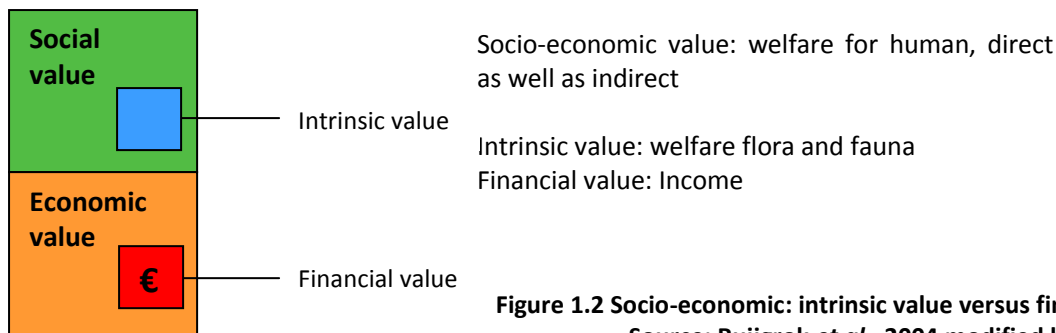 Social
value
Intrinsic value
Economic
value
€
Financial value
Socio-economic value: welfare for human, direct
as well as indirect
Intrinsic value: welfare flora and fauna
Financial value: Income
Figure 1.2 Socio-economic: intrinsic value versus
Source: Ruijgrok et al., 2004 modified